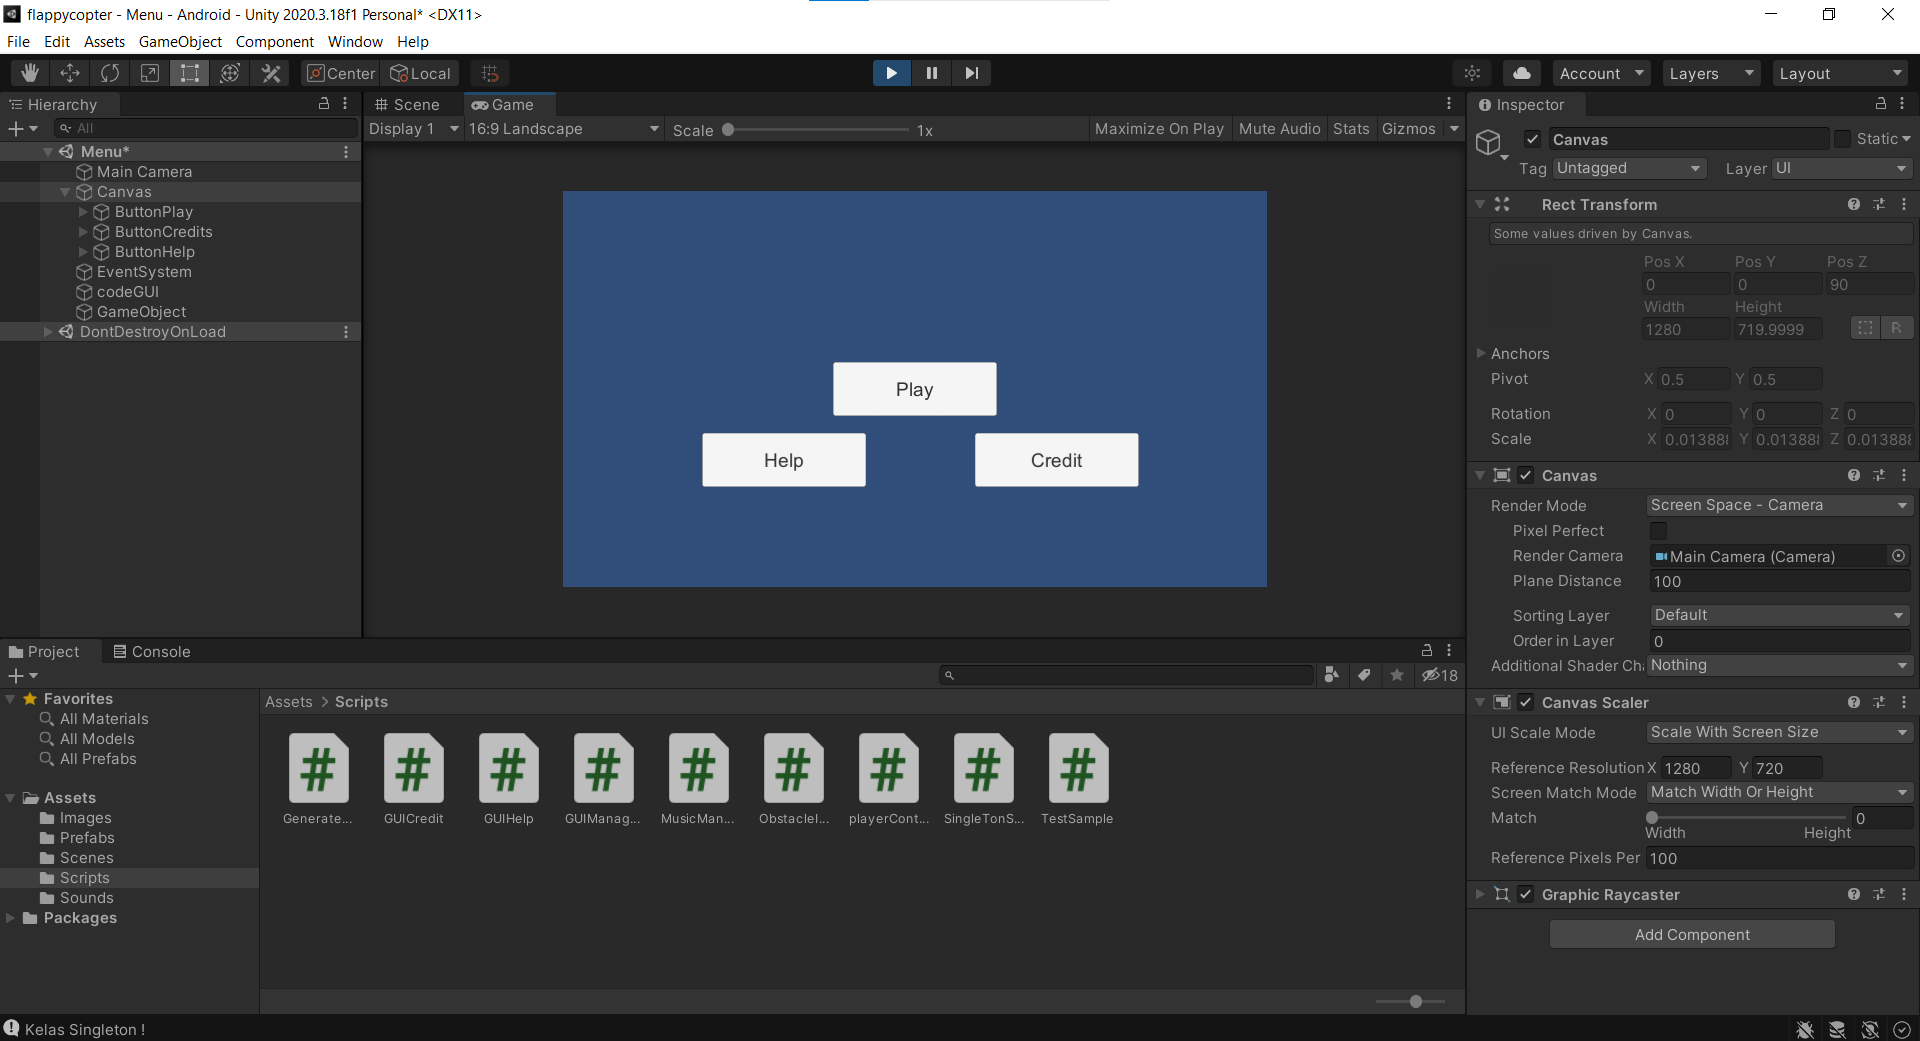 flappycopter - Menu - Android - Unity 2020.3.18f1 Personal* <DX11>
File Edit Assets GameObject Component Window Help
Center Local
Account Layers Layout
Hierarchy
All
Menu*
Main Camera
Canvas
ButtonPlay
ButtonCredits
ButtonHelp
EventSystem
codeGUI
GameObject
DontDestroyOnLoad
Scene Game
Display 1 16:9 Landscape Scale 1x Maximize On Play Mute Audio Stats Gizmos
Play
Help Credit
Inspector
Canvas Static
Tag Untagged Layer UI
Rect Transform
Some values driven by Canvas.
Pos X Pos Y Pos Z
0 0 90
Width Height
1280 719.9999 R
Anchors
Pivot X 0.5 Y 0.5
Rotation X 0 Y 0 Z 0
Scale X 0.01388 Y 0.01388 Z 0.01388
Canvas
Render Mode Screen Space - Camera
Pixel Perfect
Render Camera Main Camera (Camera)
Plane Distance 100
Sorting Layer Default
Order in Layer 0
Additional Shader Ch Nothing
Canvas Scaler
UI Scale Mode Scale With Screen Size
Reference Resolution X 1280 Y 720
Screen Match Mode Match Width Or Height
Match 0
Width Height
Reference Pixels Per 100
Graphic Raycaster
Add Component
Project Console
18
Favorites
All Materials
All Models
All Prefabs
Assets
Images
Prefabs
Scenes
Scripts
Sounds
Packages
Assets > Scripts
Generate... GUICredit GUIHelp GUIManag... MusicMan... ObstacleI... playerCont... SingleTonS... TestSample
Kelas Singleton !